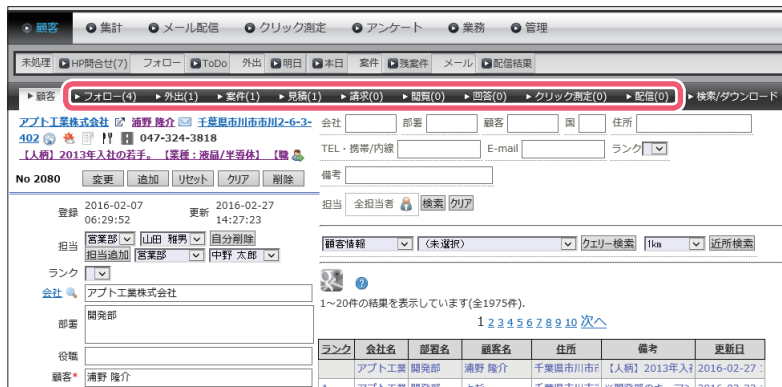 顧客 集計 メール配信 クリック測定 アンケート 業務 管理
未処理 HP問合せ(7) フォロー ToDo 外出 明日 本日 案件 残案件 メール 配信結果
顧客 フォロー(4) 外出(1) 案件(1) 見積(1) 請求(0) 閲覧(0) 回答(0) クリック測定(0) 配信(0) 検索/ダウンロード
アプト工業株式会社 浦野 隆介 千葉県市川市市川2-6-3-
402 047-324-3818
【人柄】2013年入社の若手。【業種:液晶/半導体】 【職
No 2080 変更 追加 リセット クリア 削除
登録 2016-02-07 06:29:52 更新 2016-02-27 14:27:23
担当 営業部 山田 雅男 自分削除
担当追加 営業部 中野 太郎
ランク
会社 アプト工業株式会社
部署 開発部
役職
顧客* 浦野 隆介
会社 部署 顧客 国 住所
TEL・携帯/内線 E-mail ランク
備考
担当 全担当者 検索 クリア
顧客情報 (未選択) クエリー検索 1km 近所検索
1～20件の結果を表示しています(全1975件).
1 2 3 4 5 6 7 8 9 10 次へ
ランク 会社名 部署名 顧客名 住所 備考 更新日
アプト工業 開発部 浦野 隆介 千葉県市川市市 【人柄】2013年入社 2016-02-27 1